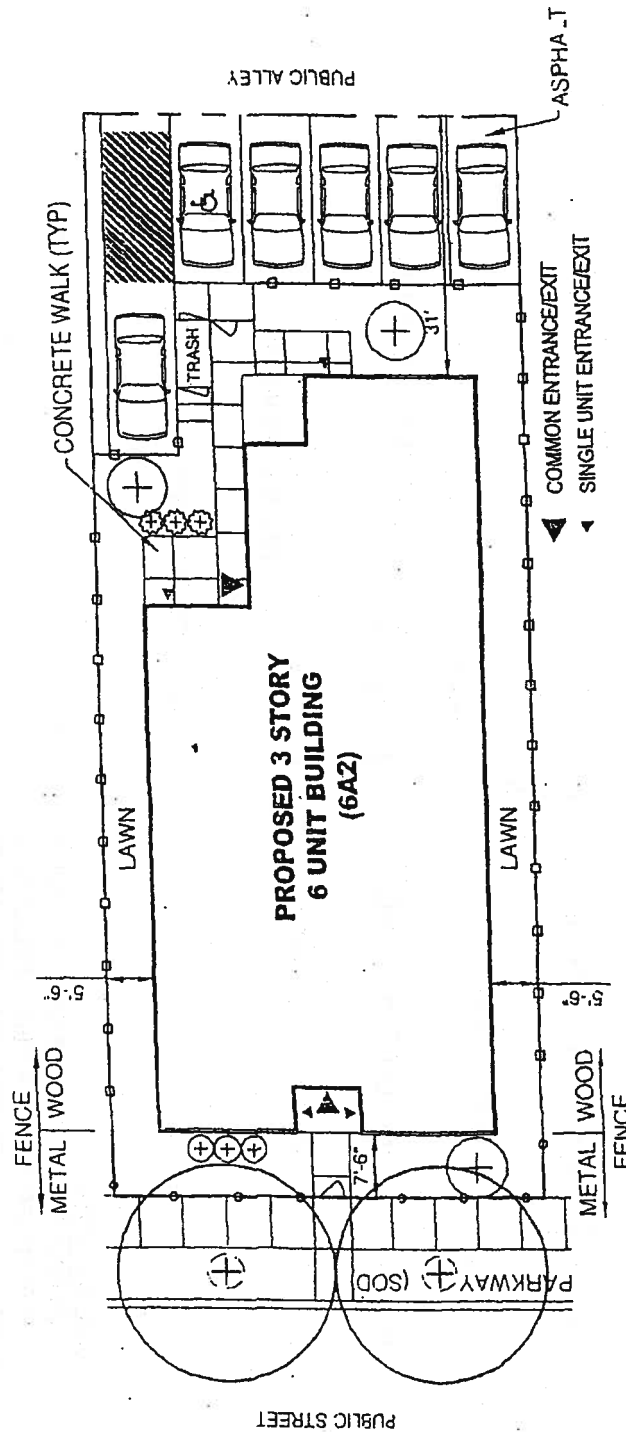 PUBLIC ALLEY
ASPHA_T
CONCRETE WALK (TYP)
TRASH
31'
COMMON ENTRANCE/EXIT
SINGLE UNIT ENTRANCE/EXIT
PROPOSED 3 STORY
6 UNIT BUILDING
(6A2)
LAWN
LAWN
5'-6"
5'-6"
FENCE
METAL WOOD
7'-6"
METAL WOOD
FENCE
PARKWAY (SOD)
PUBLIC STREET